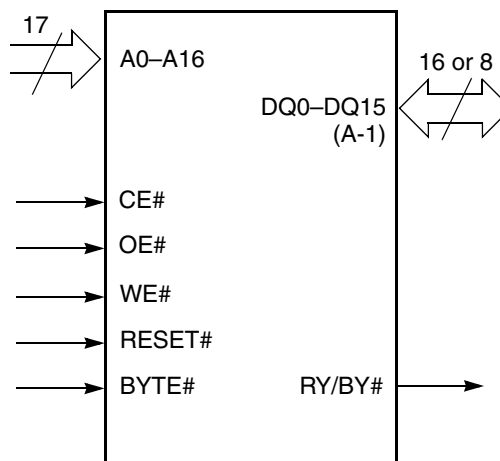 17
A0–A16
16 or 8
DQ0–DQ15
(A-1)
CE#
OE#
WE#
RESET#
BYTE#
RY/BY#